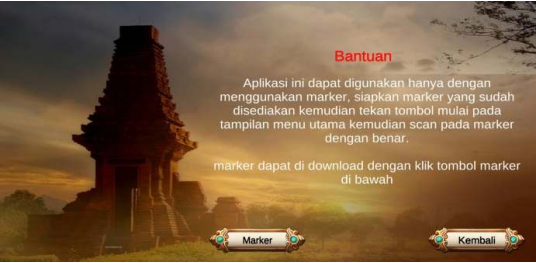 Bantuan
Aplikasi ini dapat digunakan hanya dengan
menggunakan marker, siapkan marker yang sudah
disediakan kemudian tekan tombol mulai pada
tampilan menu utama kemudian scan pada marker
dengan benar.
marker dapat di download dengan klik tombol marker
di bawah
Marker
Kembali